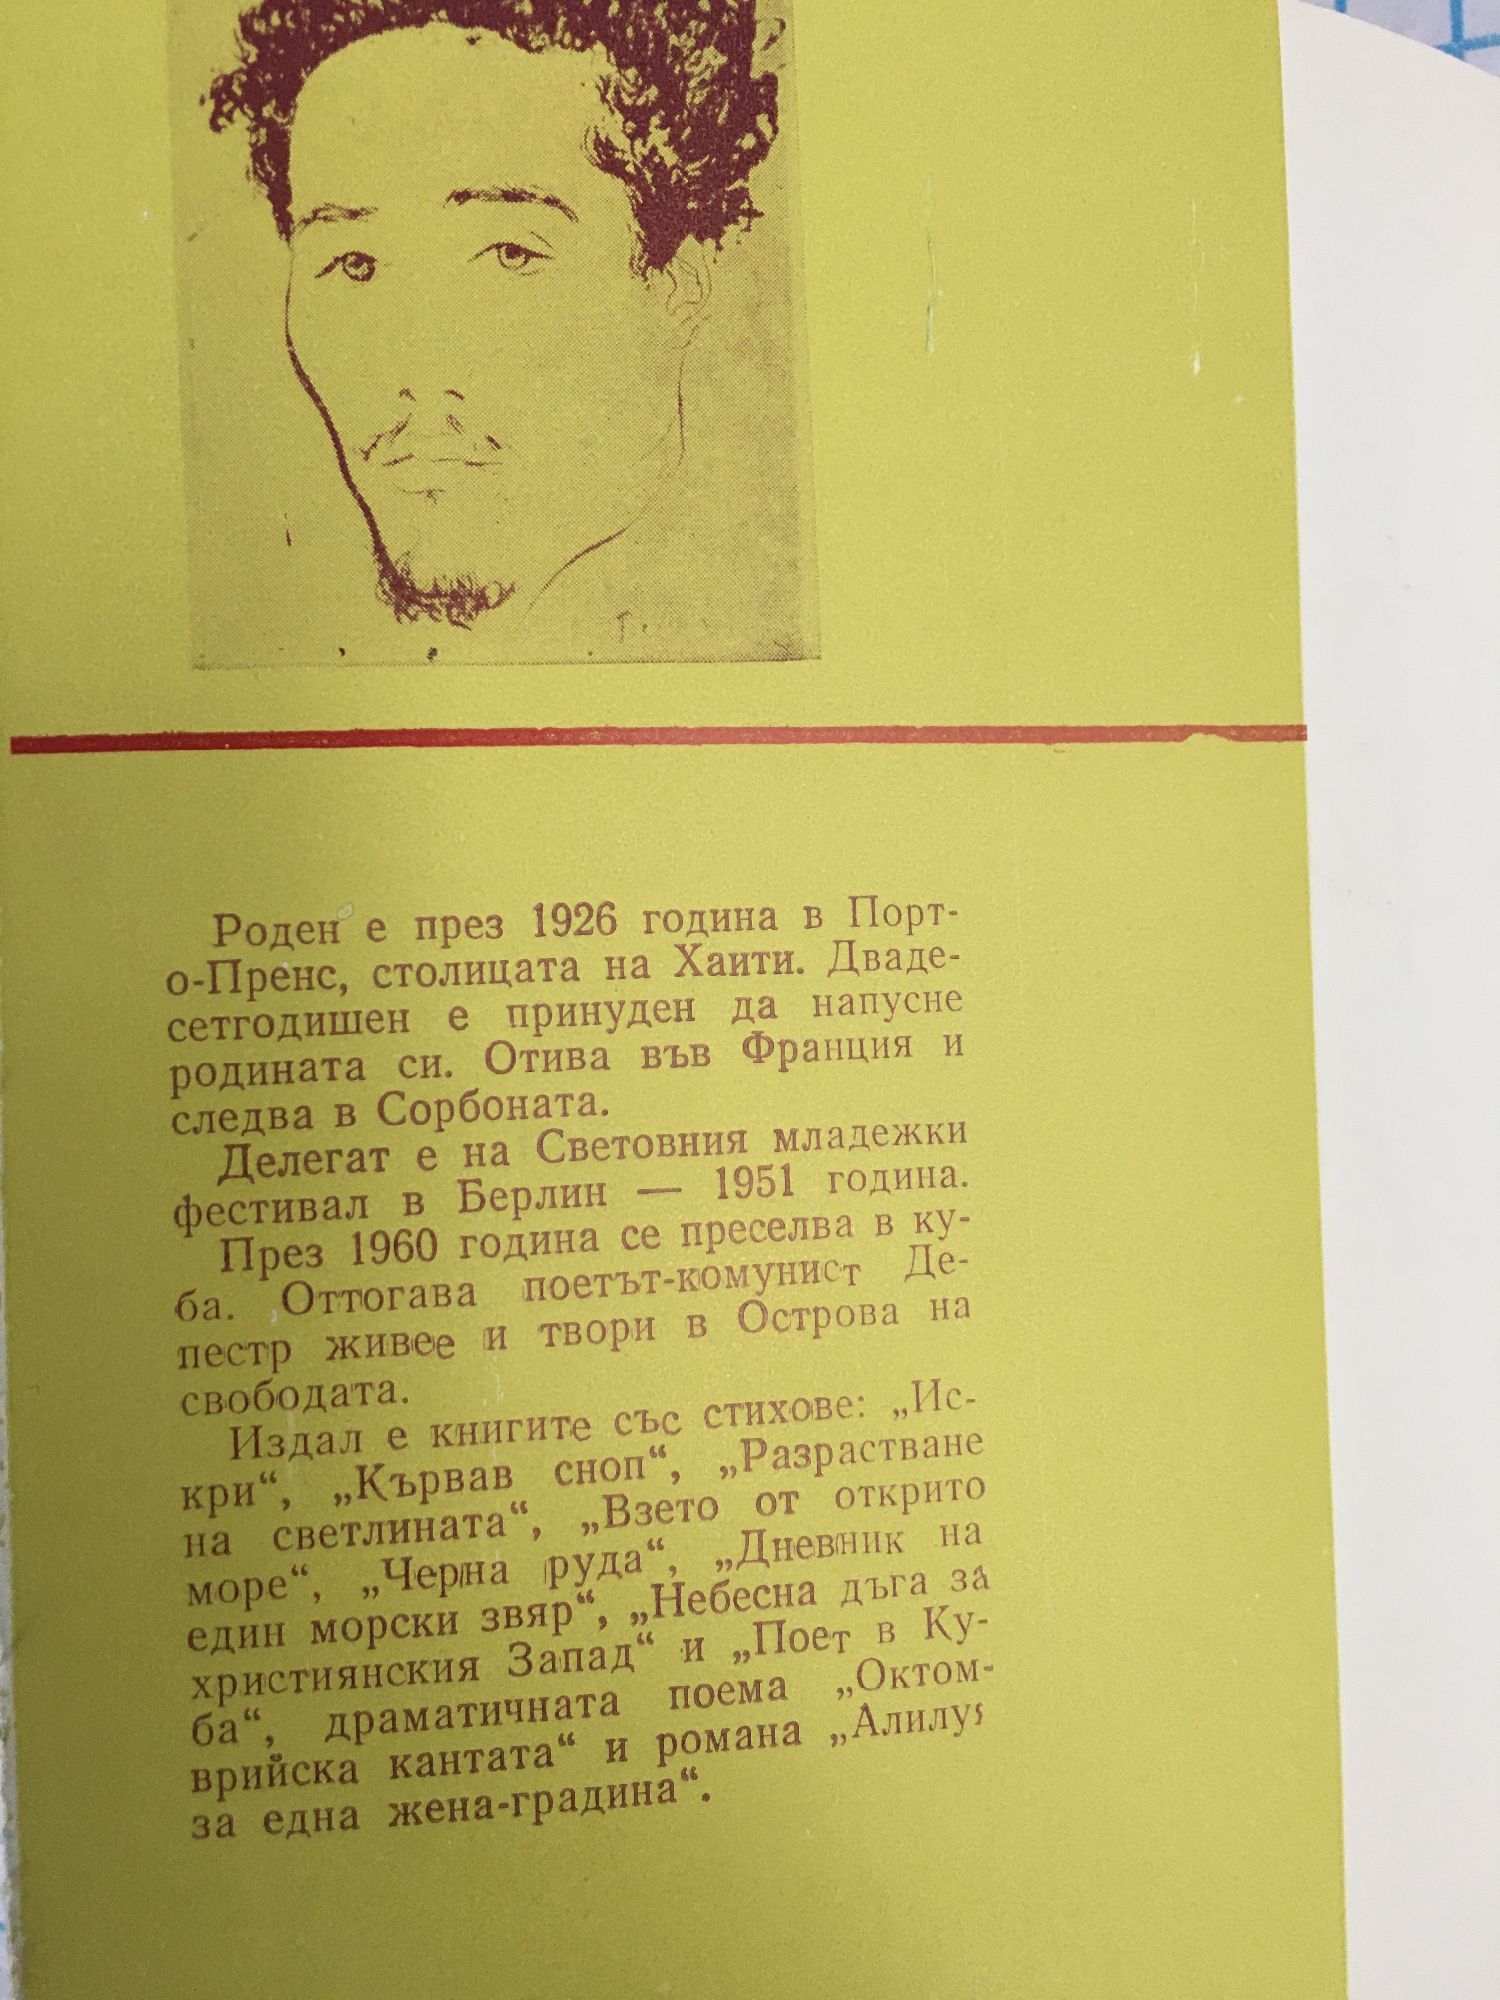 Роден е през 1926 година в Порт-
о-Пренс, столицата на Хаити. Дваде-
сетгодишен е принуден да напусне
родината си. Отива във Франция и
следва в Сорбоната.
Делегат е на Световния младежки
фестивал в Берлин — 1951 година.
През 1960 година се преселва в ку-
ба. Оттогава поетът-комунист Де-
пестр живее и твори в Острова на
свободата.
Издал е книгите със стихове: „Ис-
кри“, „Кървав сноп“, „Разрастване
на светлината“, „Взето от открито
море“, „Черна руда“, „Дневник на
един морски звяр“, „Небесна дъга за
християнския Запад“ и „Поет в Ку-
ба“, драматичната поема „Октом-
врийска кантата“ и романа „Алилуя
за една жена-градина“.